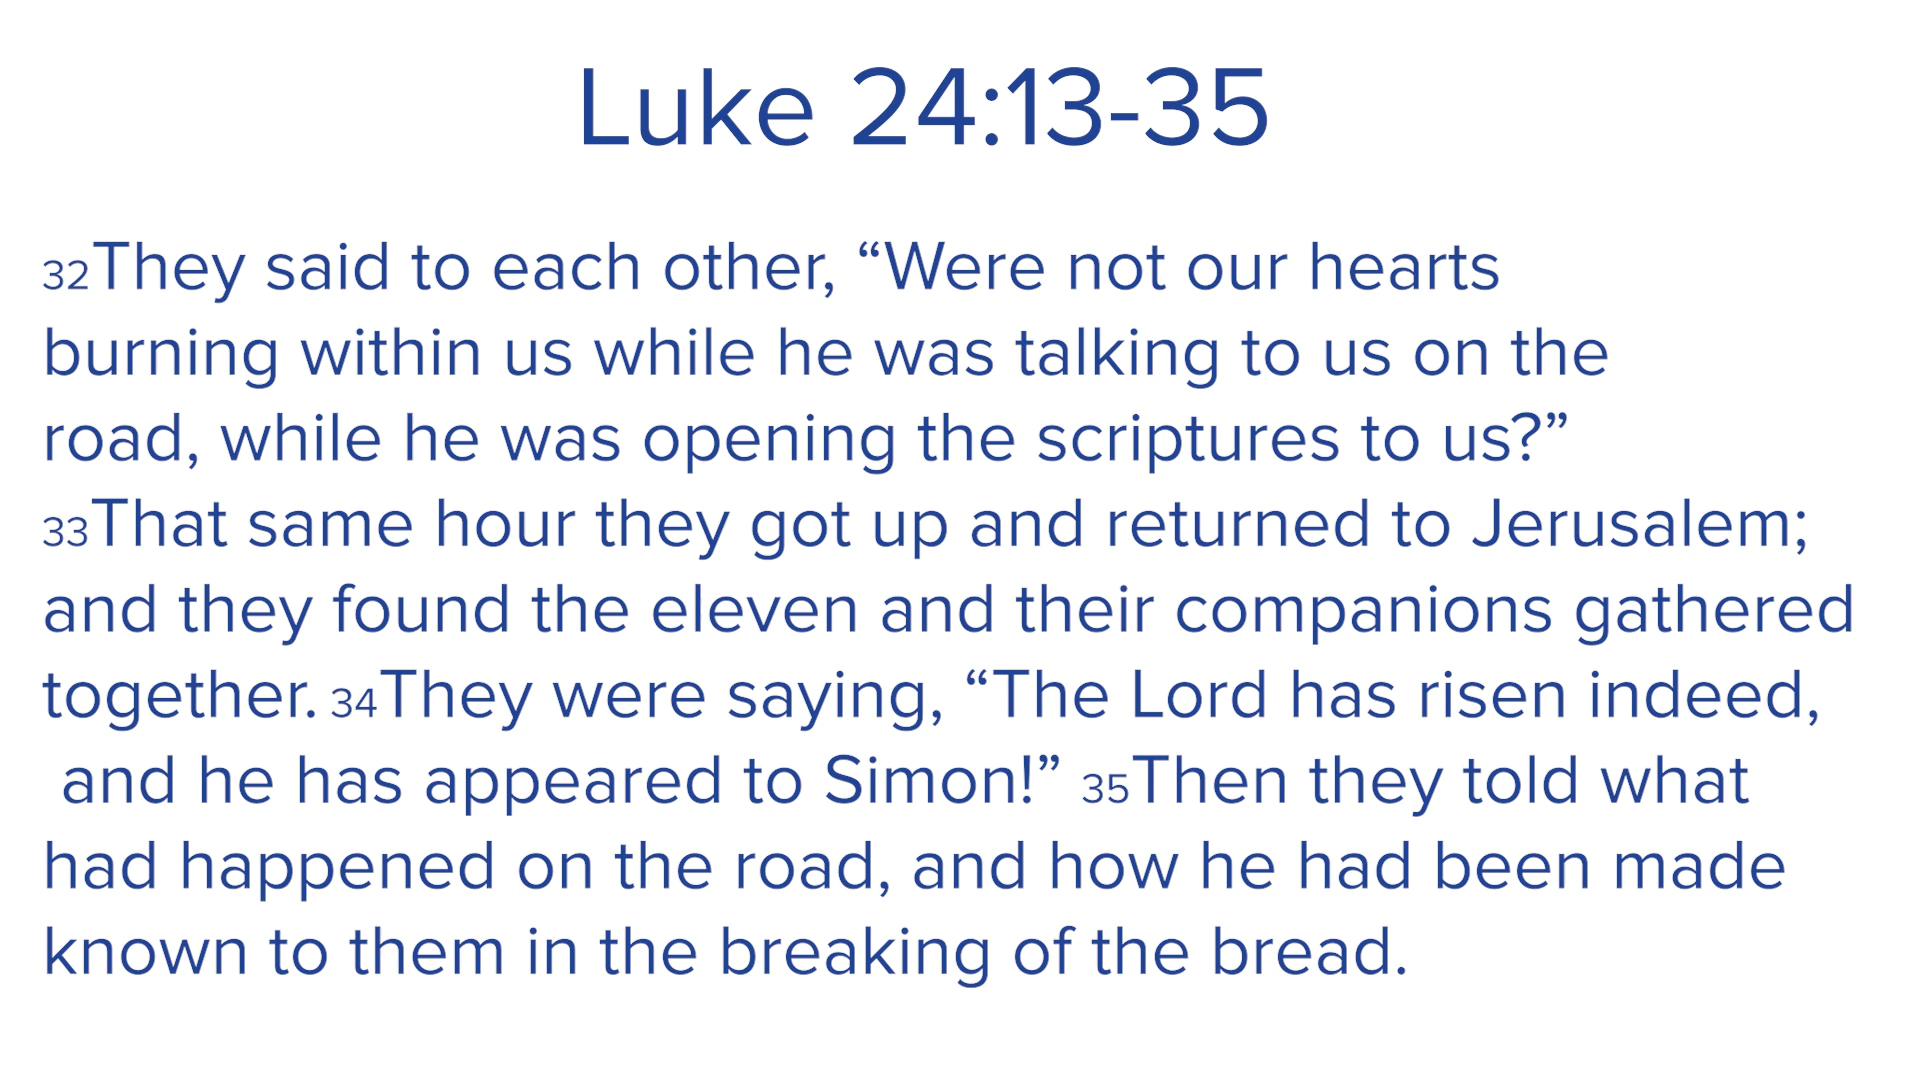 Luke 24:13-35
32They said to each other, “Were not our hearts
burning within us while he was talking to us on the
road, while he was opening the scriptures to us?”
33That same hour they got up and returned to Jerusalem;
and they found the eleven and their companions gathered
together. 34They were saying, “The Lord has risen indeed,
and he has appeared to Simon!” 35Then they told what
had happened on the road, and how he had been made
known to them in the breaking of the bread.